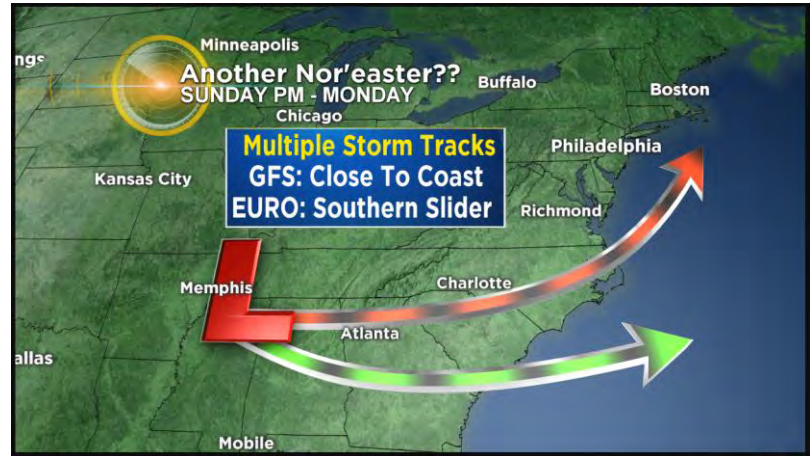 Minneapolis
ngs
Another Nor'easter??
SUNDAY PM - MONDAY
Buffalo
Boston
Chicago
Multiple Storm Tracks
GFS: Close To Coast
EURO: Southern Slider
Philadelphia
Kansas City
Richmond
Memphis
Charlotte
L
Atlanta
allas
Mobile